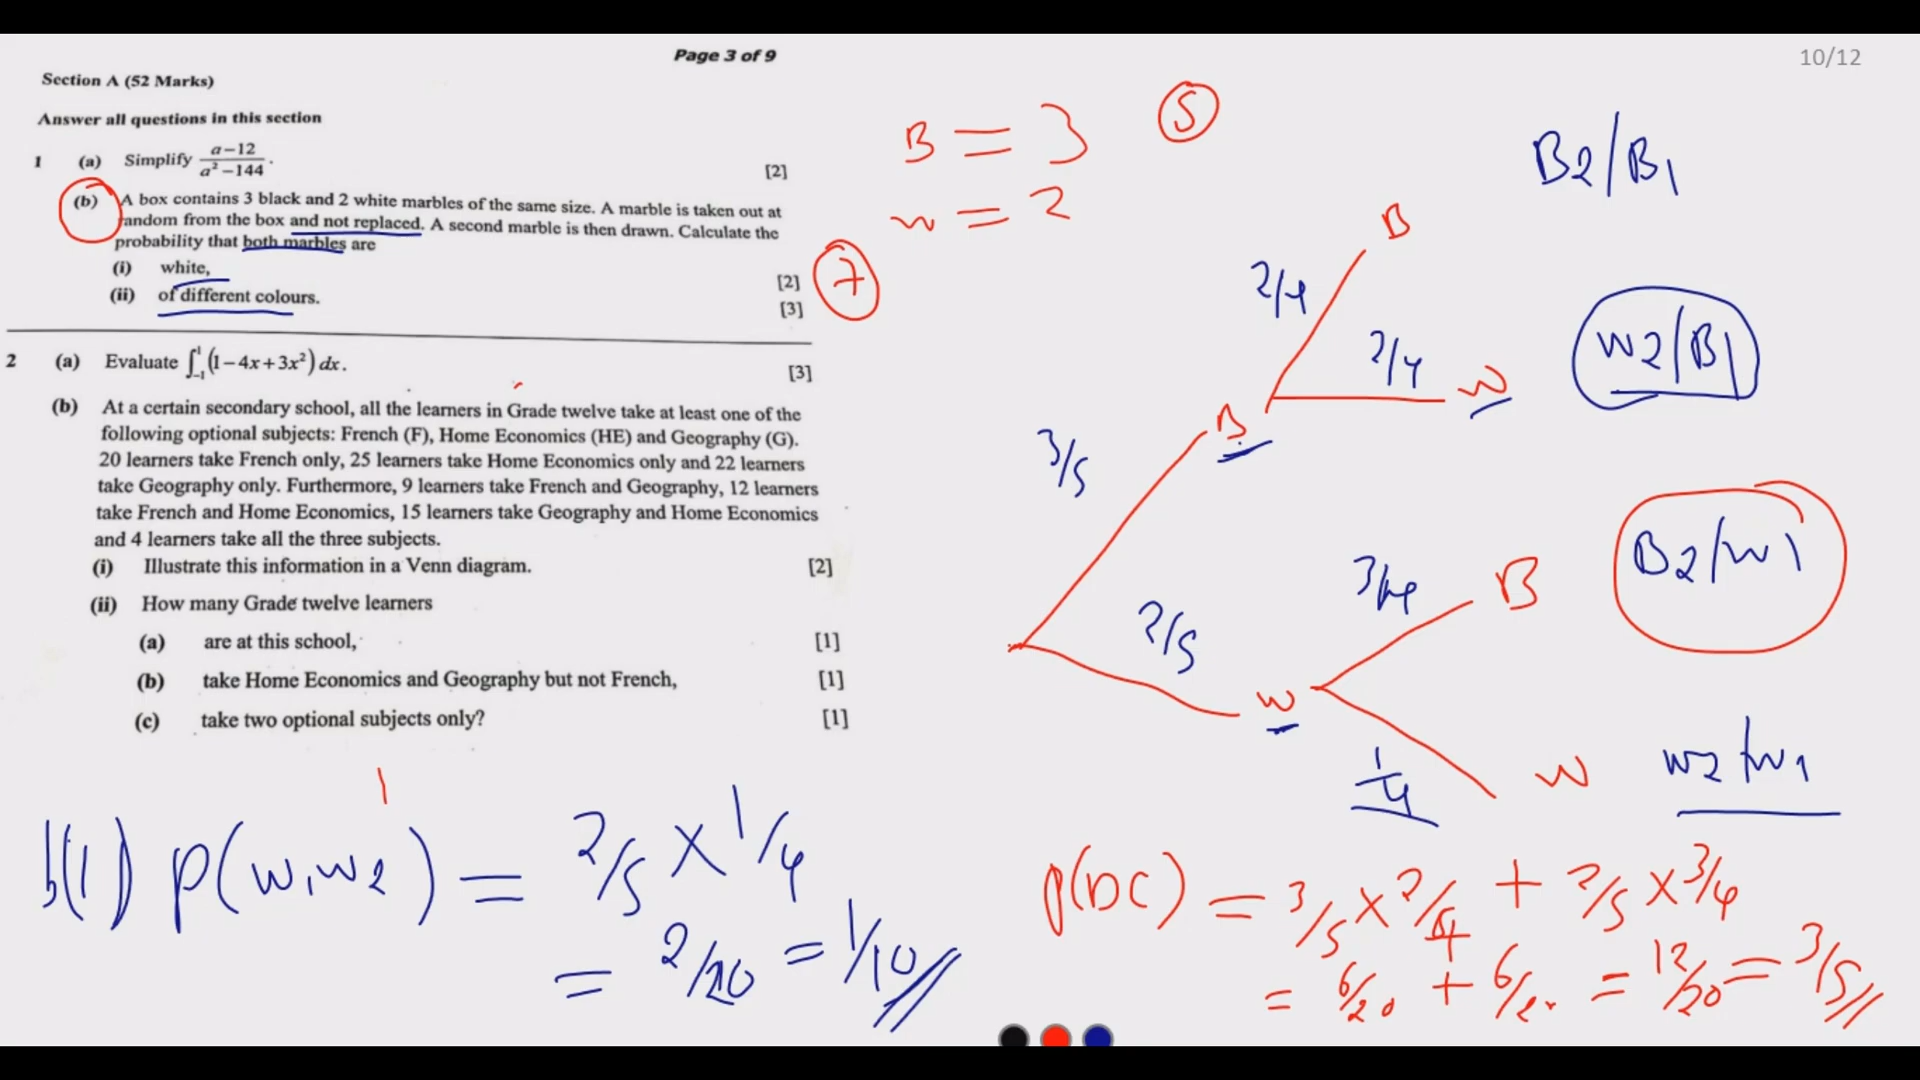 Page 3 of 9
10/12
Section A (52 Marks)
Answer all questions in this section
1 (a) Simplify (a-12)/(a²-144). [2]
(b) A box contains 3 black and 2 white marbles of the same size. A marble is taken out at
random from the box and not replaced. A second marble is then drawn. Calculate the
probability that both marbles are
(i) white, [2]
(ii) of different colours. [3]
7
2 (a) Evaluate ∫₋₁¹ (1-4x+3x²) dx. [3]
(b) At a certain secondary school, all the learners in Grade twelve take at least one of the
following optional subjects: French (F), Home Economics (HE) and Geography (G).
20 learners take French only, 25 learners take Home Economics only and 22 learners
take Geography only. Furthermore, 9 learners take French and Geography, 12 learners
take French and Home Economics, 15 learners take Geography and Home Economics
and 4 learners take all the three subjects.
(i) Illustrate this information in a Venn diagram. [2]
(ii) How many Grade twelve learners
(a) are at this school, [1]
(b) take Home Economics and Geography but not French, [1]
(c) take two optional subjects only? [1]
B = 3
5
W = 2
B2/B1
B
2/4
2/4
W
W2/B1
B
3/5
3/4
B
B2/W1
2/5
W
1/4
W
W2/W1
b(1) P(W1W2) = 2/5 X 1/4
= 2/20 = 1/10
P(DC) = 3/5 X 2/4 + 2/5 X 3/4
= 6/20 + 6/20 = 12/20 = 3/5